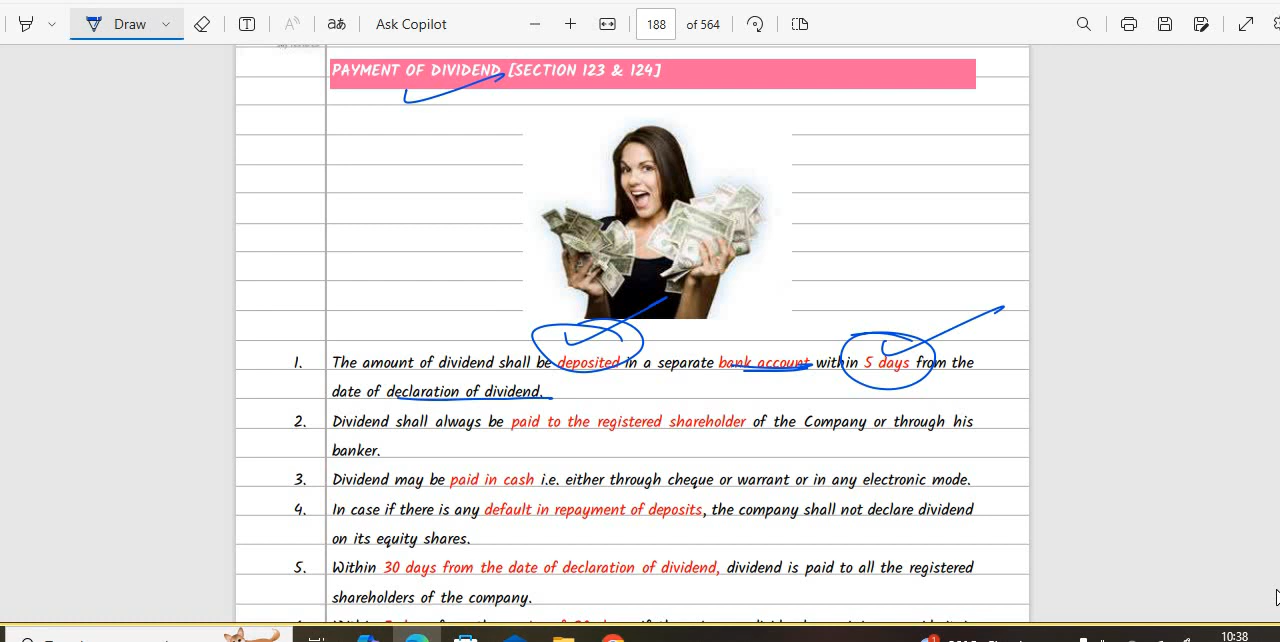 Draw
A
aあ
Ask Copilot
188 of 564
PAYMENT OF DIVIDEND [SECTION 123 & 124]
1. The amount of dividend shall be deposited in a separate bank account within 5 days from the
date of declaration of dividend.
2. Dividend shall always be paid to the registered shareholder of the Company or through his
banker.
3. Dividend may be paid in cash i.e. either through cheque or warrant or in any electronic mode.
4. In case if there is any default in repayment of deposits, the company shall not declare dividend
on its equity shares.
5. Within 30 days from the date of declaration of dividend, dividend is paid to all the registered
shareholders of the company.
10:38